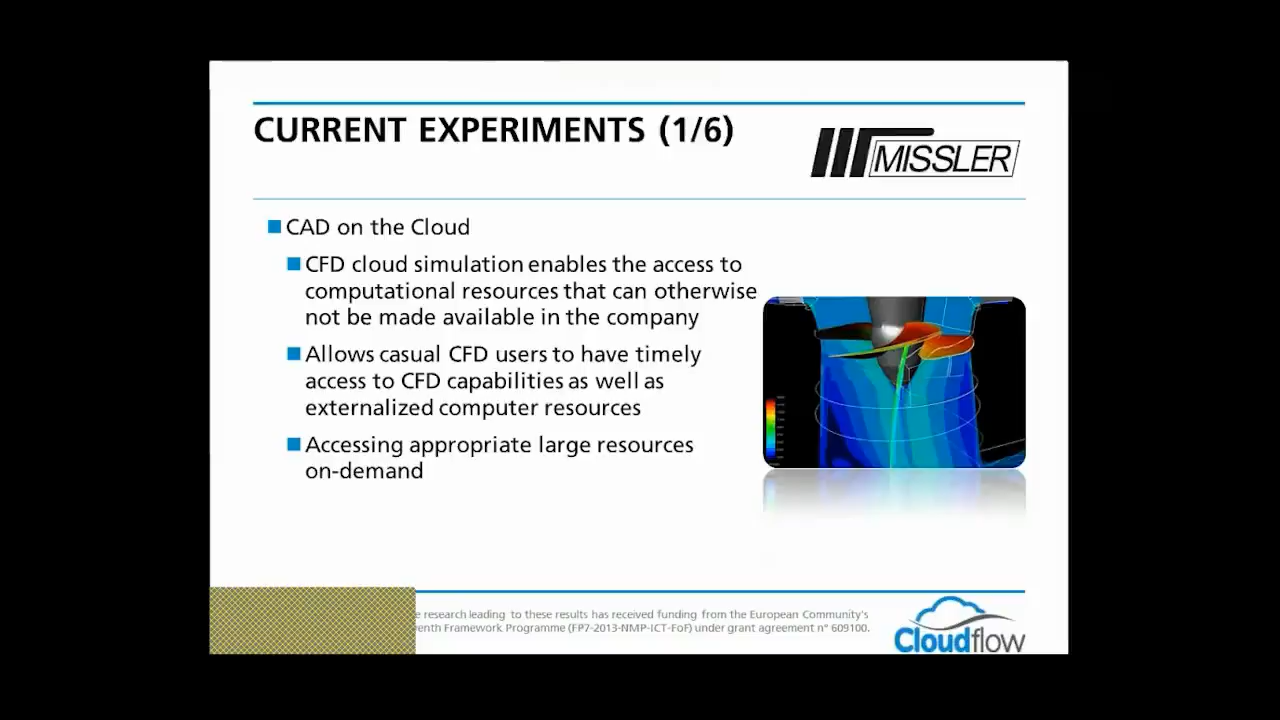 CURRENT EXPERIMENTS (1/6)
MISSLER
CAD on the Cloud
CFD cloud simulation enables the access to
computational resources that can otherwise
not be made available in the company
Allows casual CFD users to have timely
access to CFD capabilities as well as
externalized computer resources
Accessing appropriate large resources
on-demand
research leading to these results has received funding from the European Community's
Framework Programme (FP7-2013-NMP-ICT-FoF) under grant agreement n° 609100.
Cloudflow